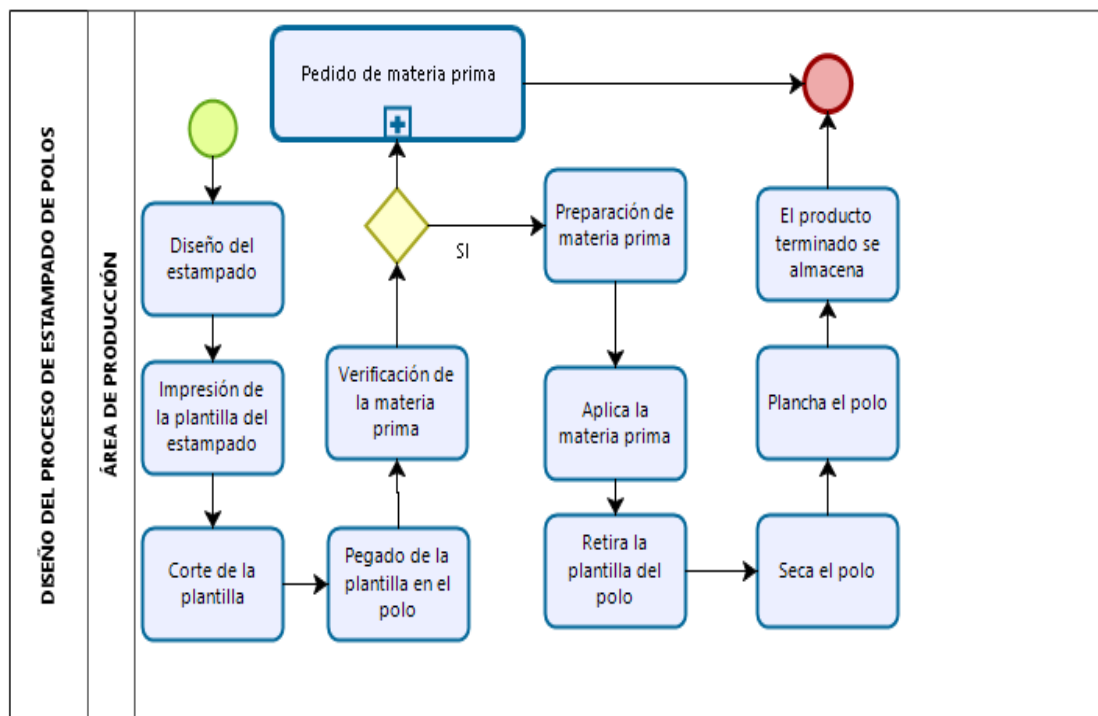 DISEÑO DEL PROCESO DE ESTAMPADO DE POLOS
ÁREA DE PRODUCCIÓN
Diseño del
estampado
Impresión de
la plantilla del
estampado
Corte de la
plantilla
Pegado de la
plantilla en el
polo
Verificación de
la materia
prima
Pedido de materia prima
SI
Preparación de
materia prima
Aplica la
materia prima
Retira la
plantilla del
polo
Seca el polo
Plancha el polo
El producto
terminado se
almacena